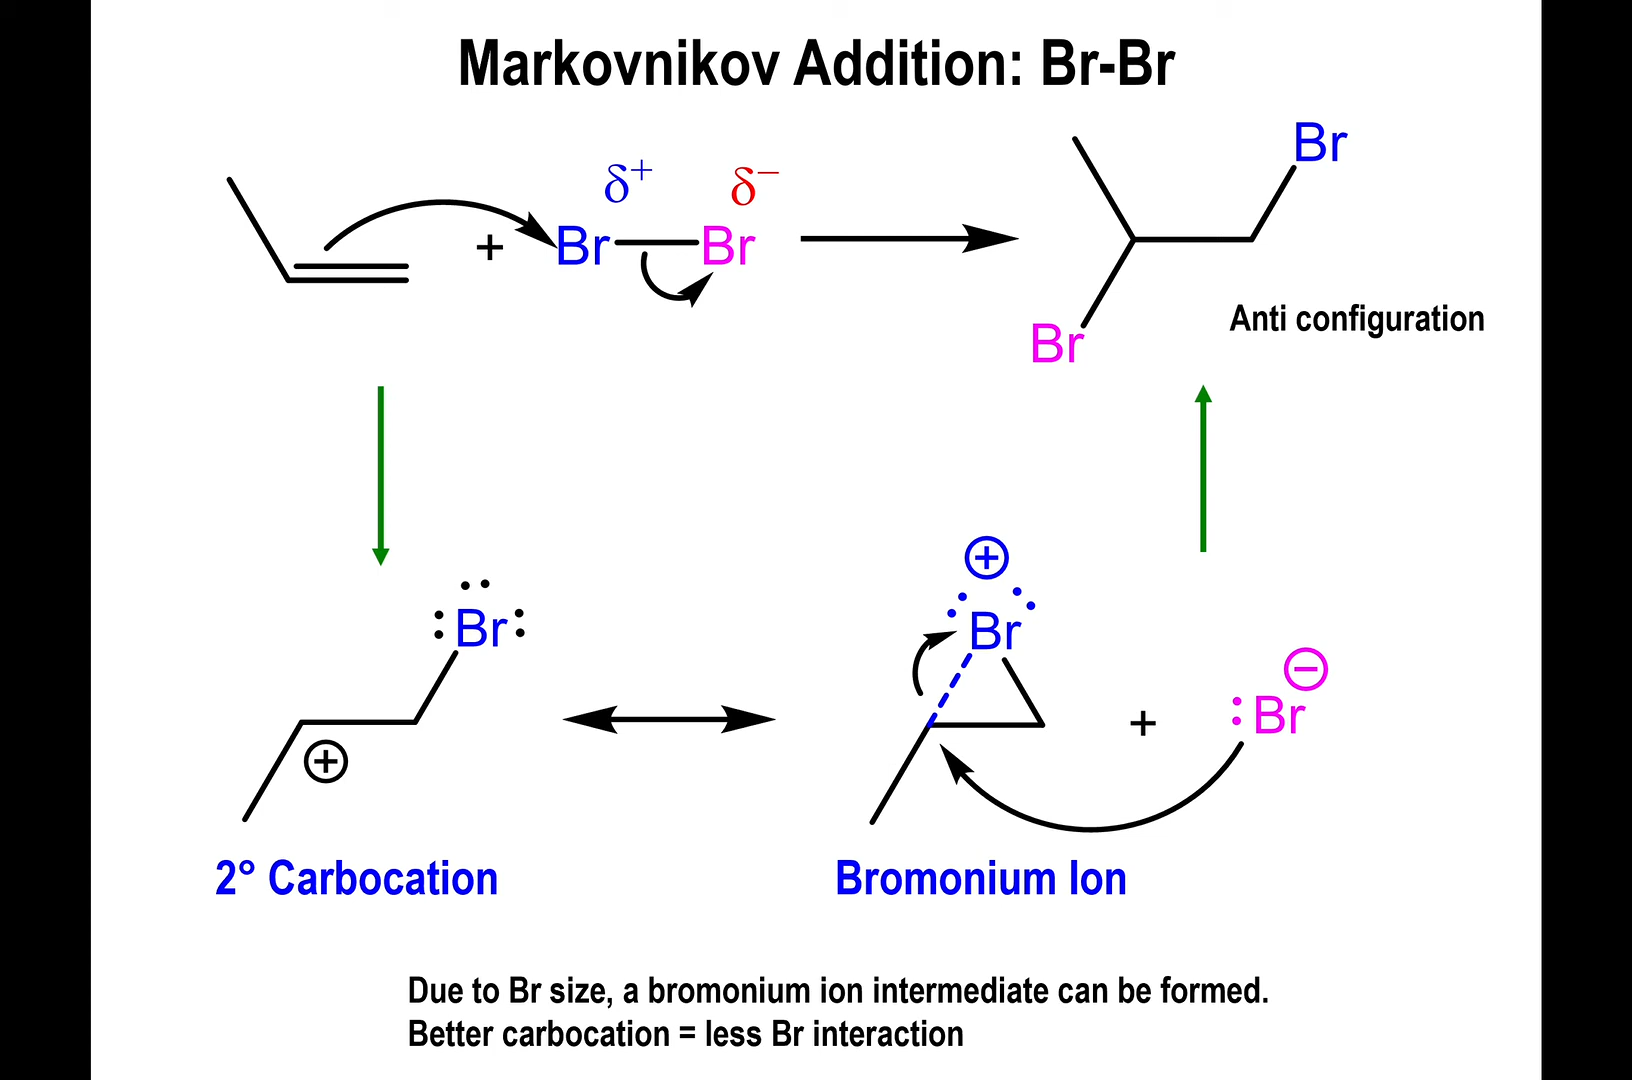 Markovnikov Addition: Br-Br
δ+ δ−
+ Br Br
Br
Br
Anti configuration
⊕
:Br:
Br
+ :Br ⊖
⊕
2° Carbocation
Bromonium Ion
Due to Br size, a bromonium ion intermediate can be formed.
Better carbocation = less Br interaction